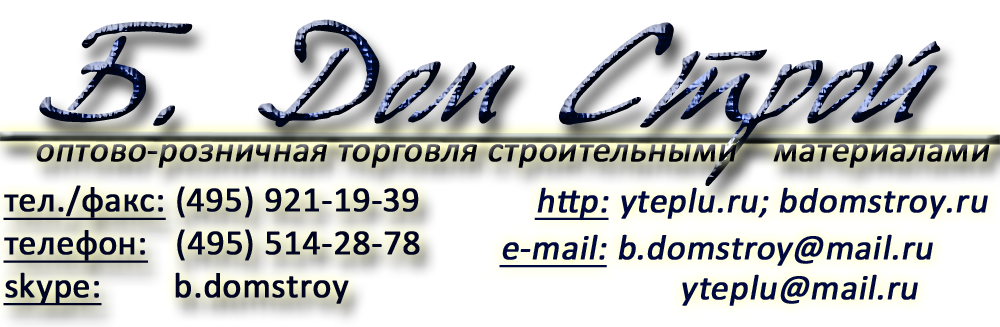 Б. Дом Строй
оптово-розничная торговля строительными материалами
тел./факс: (495) 921-19-39
телефон: (495) 514-28-78
skype: b.domstroy
http: yteplu.ru; bdomstroy.ru
e-mail: b.domstroy@mail.ru
yteplu@mail.ru